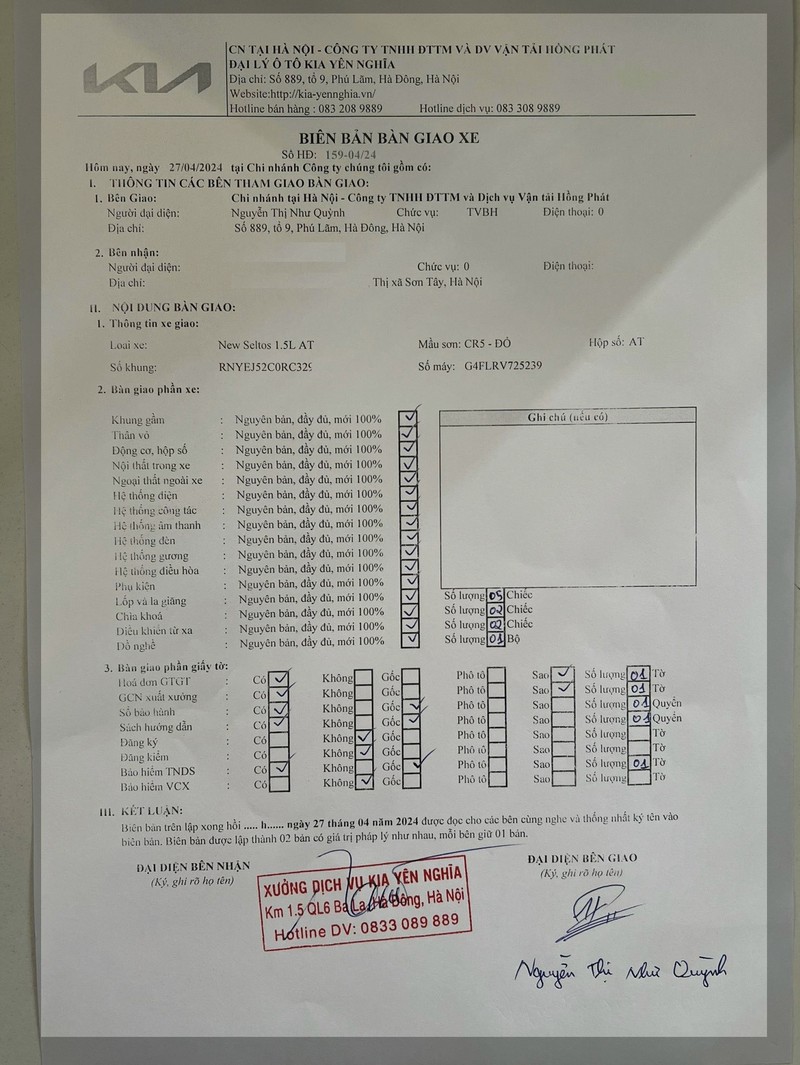 KIA
CN TẠI HÀ NỘI - CÔNG TY TNHH ĐTTM VÀ DV VẬN TẢI HỒNG PHÁT
ĐẠI LÝ Ô TÔ KIA YÊN NGHĨA
Địa chỉ: Số 889, tổ 9, Phú Lãm, Hà Đông, Hà Nội
Website:http://kia-yennghia.vn/
Hotline bán hàng : 083 208 9889 Hotline dịch vụ: 083 308 9889
BIÊN BẢN BÀN GIAO XE
Số HĐ: 159-04/24
Hôm nay, ngày 27/04/2024 tại Chi nhánh Công ty chúng tôi gồm có:
I. THÔNG TIN CÁC BÊN THAM GIAO BÀN GIAO:
1. Bên Giao: Chi nhánh tại Hà Nội - Công ty TNHH ĐTTM và Dịch vụ Vận tải Hồng Phát
Người đại diện: Nguyễn Thị Như Quỳnh Chức vụ: TVBH Điện thoại: 0
Địa chỉ: Số 889, tổ 9, Phú Lãm, Hà Đông, Hà Nội
2. Bên nhận:
Người đại diện: Chức vụ: 0 Điện thoại:
Địa chỉ: , Thị xã Sơn Tây, Hà Nội
II. NỘI DUNG BÀN GIAO:
1. Thông tin xe giao:
Loại xe: New Seltos 1.5L AT Mầu sơn: CR5 - ĐỎ Hộp số: AT
Số khung: RNYEJ52C0RC329 Số máy: G4FLRV725239
2. Bàn giao phần xe:
Ghi chú (nếu có)
Khung gầm : Nguyên bản, đầy đủ, mới 100%
Thân vỏ : Nguyên bản, đầy đủ, mới 100%
Động cơ, hộp số : Nguyên bản, đầy đủ, mới 100%
Nội thất trong xe : Nguyên bản, đầy đủ, mới 100%
Ngoại thất ngoài xe : Nguyên bản, đầy đủ, mới 100%
Hệ thống điện : Nguyên bản, đầy đủ, mới 100%
Hệ thống công tác : Nguyên bản, đầy đủ, mới 100%
Hệ thống âm thanh : Nguyên bản, đầy đủ, mới 100%
Hệ thống đèn : Nguyên bản, đầy đủ, mới 100%
Hệ thống gương : Nguyên bản, đầy đủ, mới 100%
Hệ thống điều hòa : Nguyên bản, đầy đủ, mới 100%
Phụ kiện : Nguyên bản, đầy đủ, mới 100%
Lốp và la giăng : Nguyên bản, đầy đủ, mới 100% Số lượng 05 Chiếc
Chìa khoá : Nguyên bản, đầy đủ, mới 100% Số lượng 02 Chiếc
Điều khiển từ xa : Nguyên bản, đầy đủ, mới 100% Số lượng 02 Chiếc
Đồ nghề : Nguyên bản, đầy đủ, mới 100% Số lượng 01 Bộ
3. Bàn giao phần giấy tờ:
Hoá đơn GTGT : Có ✓ Không Gốc Phô tô Sao ✓ Số lượng 01 Tờ
GCN xuất xưởng : Có ✓ Không Gốc Phô tô Sao ✓ Số lượng 01 Tờ
Sổ bảo hành : Có ✓ Không Gốc ✓ Phô tô Sao Số lượng 01 Quyển
Sách hướng dẫn : Có ✓ Không Gốc ✓ Phô tô Sao Số lượng 01 Quyển
Đăng ký : Có Không ✓ Gốc Phô tô Sao Số lượng Tờ
Đăng kiểm : Có Không ✓ Gốc Phô tô Sao Số lượng Tờ
Bảo hiểm TNDS : Có ✓ Không Gốc ✓ Phô tô Sao Số lượng 01 Tờ
Bảo hiểm VCX : Có Không ✓ Gốc Phô tô Sao Số lượng Tờ
III. KẾT LUẬN:
Biên bản trên lập xong hồi ..... h...... ngày 27 tháng 04 năm 2024 được đọc cho các bên cùng nghe và thống nhất ký tên vào
biên bản. Biên bản được lập thành 02 bản có giá trị pháp lý như nhau, mỗi bên giữ 01 bản.
ĐẠI DIỆN BÊN NHẬN ĐẠI DIỆN BÊN GIAO
(Ký, ghi rõ họ tên) (Ký, ghi rõ họ tên)
XƯỞNG DỊCH VỤ KIA YÊN NGHĨA
Km 1.5 QL6 Ba La, Hà Đông, Hà Nội
Hotline DV: 0833 089 889
Nguyễn Thị Như Quỳnh